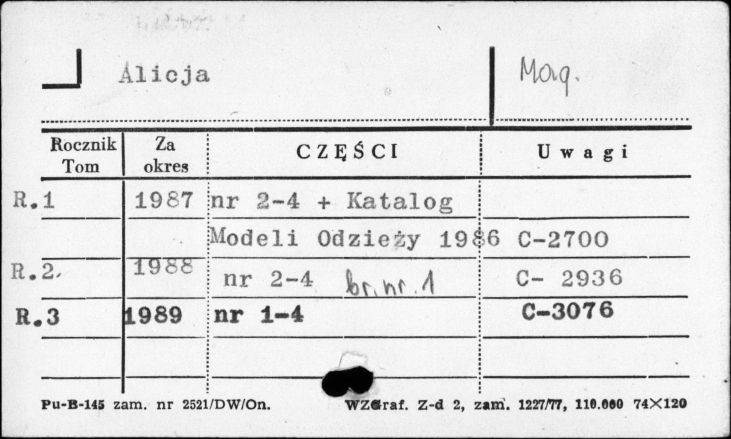 Alicja Mag.
Rocznik Tom Za okres CZĘŚCI Uwagi
R.1 1987 nr 2-4 + Katalog
Modeli Odzieży 1986 C-2700
R.2. 1988 nr 2-4 br. nr. 1 C- 2936
R.3 1989 nr 1-4 C-3076
Pu-B-145 zam. nr 2521/DW/On. WZGraf. Z-d 2, zam. 1227/77, 110.000 74×120